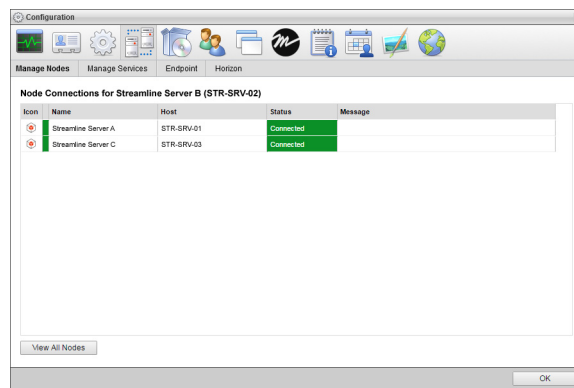 Configuration
Manage Nodes Manage Services Endpoint Horizon
Node Connections for Streamline Server B (STR-SRV-02)
Icon Name Host Status Message
Streamline Server A STR-SRV-01 Connected
Streamline Server C STR-SRV-03 Connected
View All Nodes
OK